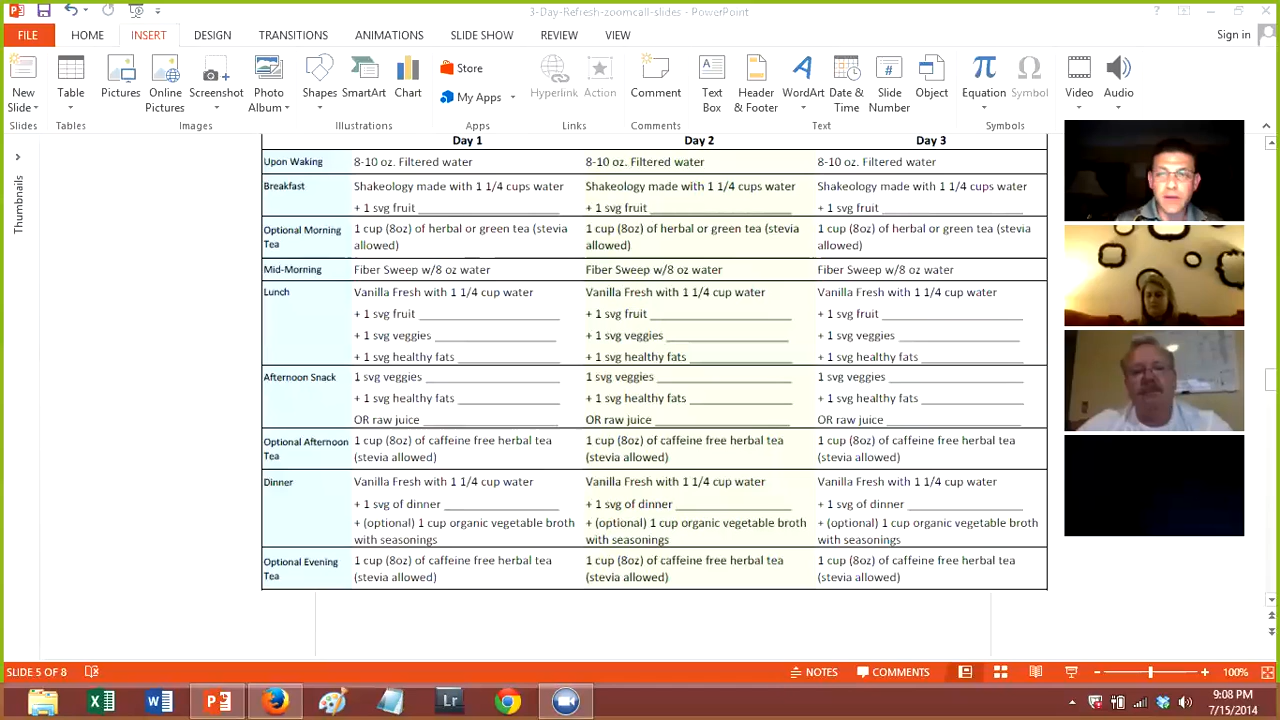 3-Day-Refresh-zoomcall-slides - PowerPoint
?
FILE HOME INSERT DESIGN TRANSITIONS ANIMATIONS SLIDE SHOW REVIEW VIEW Sign in
New Slide
Table
Pictures
Online Pictures
Screenshot
Photo Album
Shapes
SmartArt
Chart
Store
My Apps
Hyperlink
Action
Comment
Text Box
Header & Footer
WordArt
Date & Time
Slide Number
Object
Equation
Symbol
Video
Audio
Slides Tables Images Illustrations Apps Links Comments Text Symbols Media
Thumbnails
Day 1 Day 2 Day 3
Upon Waking 8-10 oz. Filtered water 8-10 oz. Filtered water 8-10 oz. Filtered water
Breakfast Shakeology made with 1 1/4 cups water Shakeology made with 1 1/4 cups water Shakeology made with 1 1/4 cups water
+ 1 svg fruit + 1 svg fruit + 1 svg fruit
Optional Morning 1 cup (8oz) of herbal or green tea (stevia 1 cup (8oz) of herbal or green tea (stevia 1 cup (8oz) of herbal or green tea (stevia
Tea allowed) allowed) allowed)
Mid-Morning Fiber Sweep w/8 oz water Fiber Sweep w/8 oz water Fiber Sweep w/8 oz water
Lunch Vanilla Fresh with 1 1/4 cup water Vanilla Fresh with 1 1/4 cup water Vanilla Fresh with 1 1/4 cup water
+ 1 svg fruit + 1 svg fruit + 1 svg fruit
+ 1 svg veggies + 1 svg veggies + 1 svg veggies
+ 1 svg healthy fats + 1 svg healthy fats + 1 svg healthy fats
Afternoon Snack 1 svg veggies 1 svg veggies 1 svg veggies
+ 1 svg healthy fats + 1 svg healthy fats + 1 svg healthy fats
OR raw juice OR raw juice OR raw juice
Optional Afternoon 1 cup (8oz) of caffeine free herbal tea 1 cup (8oz) of caffeine free herbal tea 1 cup (8oz) of caffeine free herbal tea
Tea (stevia allowed) (stevia allowed) (stevia allowed)
Dinner Vanilla Fresh with 1 1/4 cup water Vanilla Fresh with 1 1/4 cup water Vanilla Fresh with 1 1/4 cup water
+ 1 svg of dinner + 1 svg of dinner + 1 svg of dinner
+ (optional) 1 cup organic vegetable broth + (optional) 1 cup organic vegetable broth + (optional) 1 cup organic vegetable broth
with seasonings with seasonings with seasonings
Optional Evening 1 cup (8oz) of caffeine free herbal tea 1 cup (8oz) of caffeine free herbal tea 1 cup (8oz) of caffeine free herbal tea
Tea (stevia allowed) (stevia allowed) (stevia allowed)
SLIDE 5 OF 8 NOTES COMMENTS 100%
Lr
9:08 PM
7/15/2014